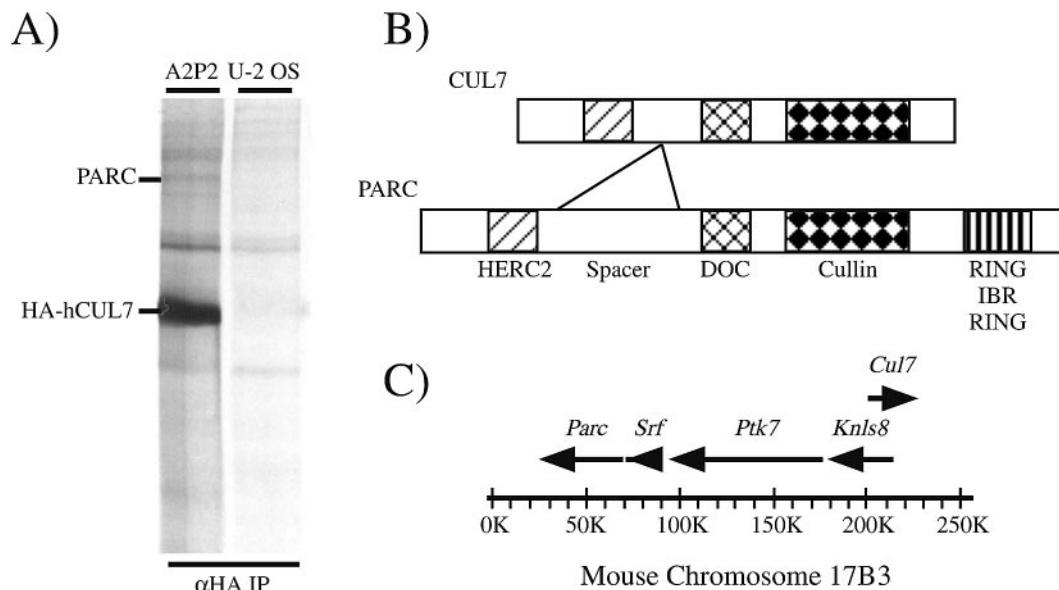 A)
A2P2 U-2 OS
PARC
HA-hCUL7
αHA IP
B)
CUL7
PARC
HERC2 Spacer DOC Cullin RING
IBR
RING
C)
Cul7
Parc Srf Ptk7 Knls8
0K 50K 100K 150K 200K 250K
Mouse Chromosome 17B3